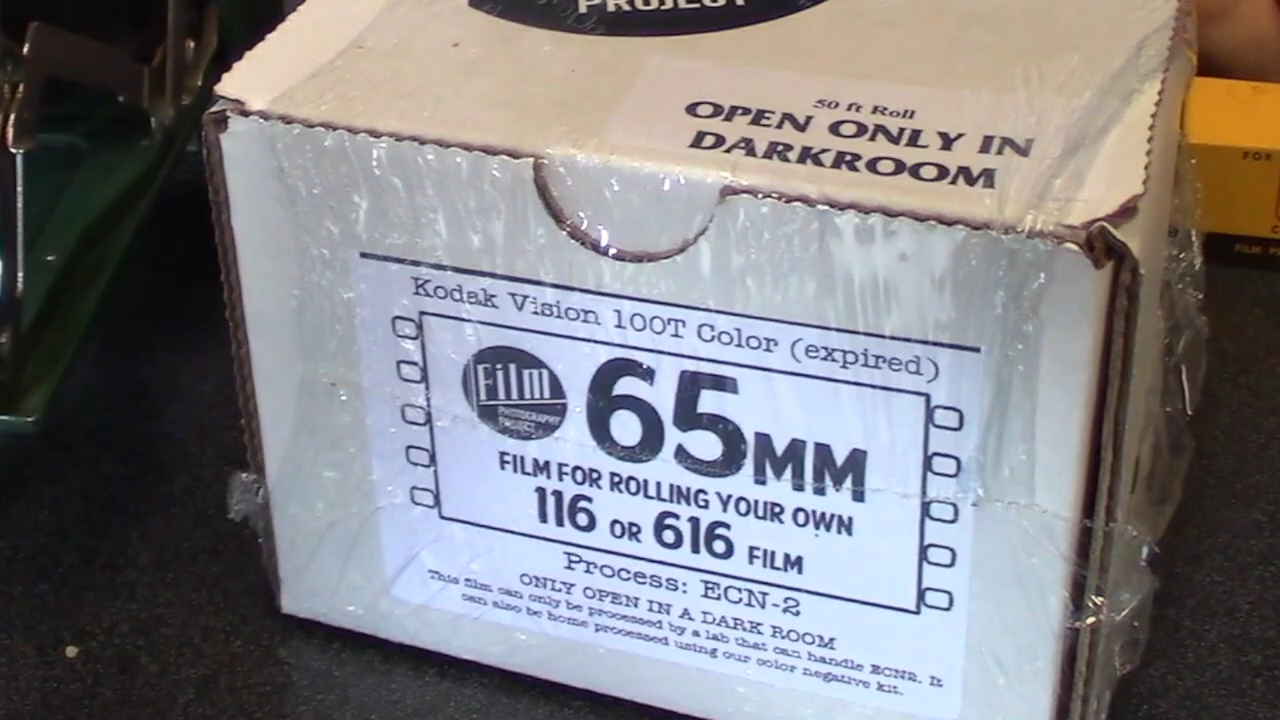 PROJECT
50 ft Roll
OPEN ONLY IN
DARKROOM
FOR
FILM
Kodak Vision 100T Color (expired)
Film
PHOTOGRAPHY
PROJECT
65MM
FILM FOR ROLLING YOUR OWN
116 OR 616 FILM
Process: ECN-2
ONLY OPEN IN A DARK ROOM
This film can only be processed by a lab that can handle ECN2. It
can also be home processed using our color negative kit.